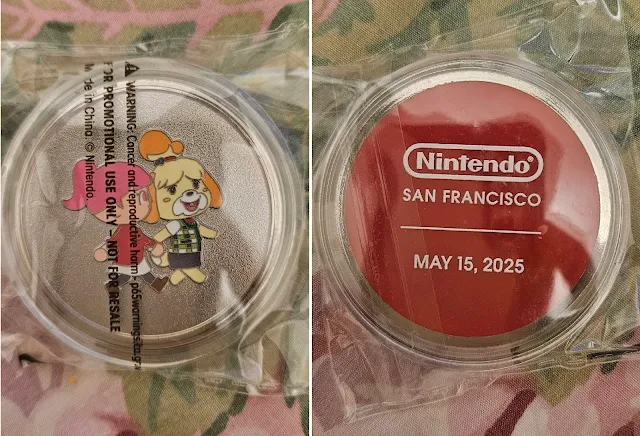 ⚠ WARNING: Cancer and reproductive harm - p65warnings.ca.gov
FOR PROMOTIONAL USE ONLY – NOT FOR RESALE
Made in China. © Nintendo.
Nintendo®
SAN FRANCISCO
MAY 15, 2025